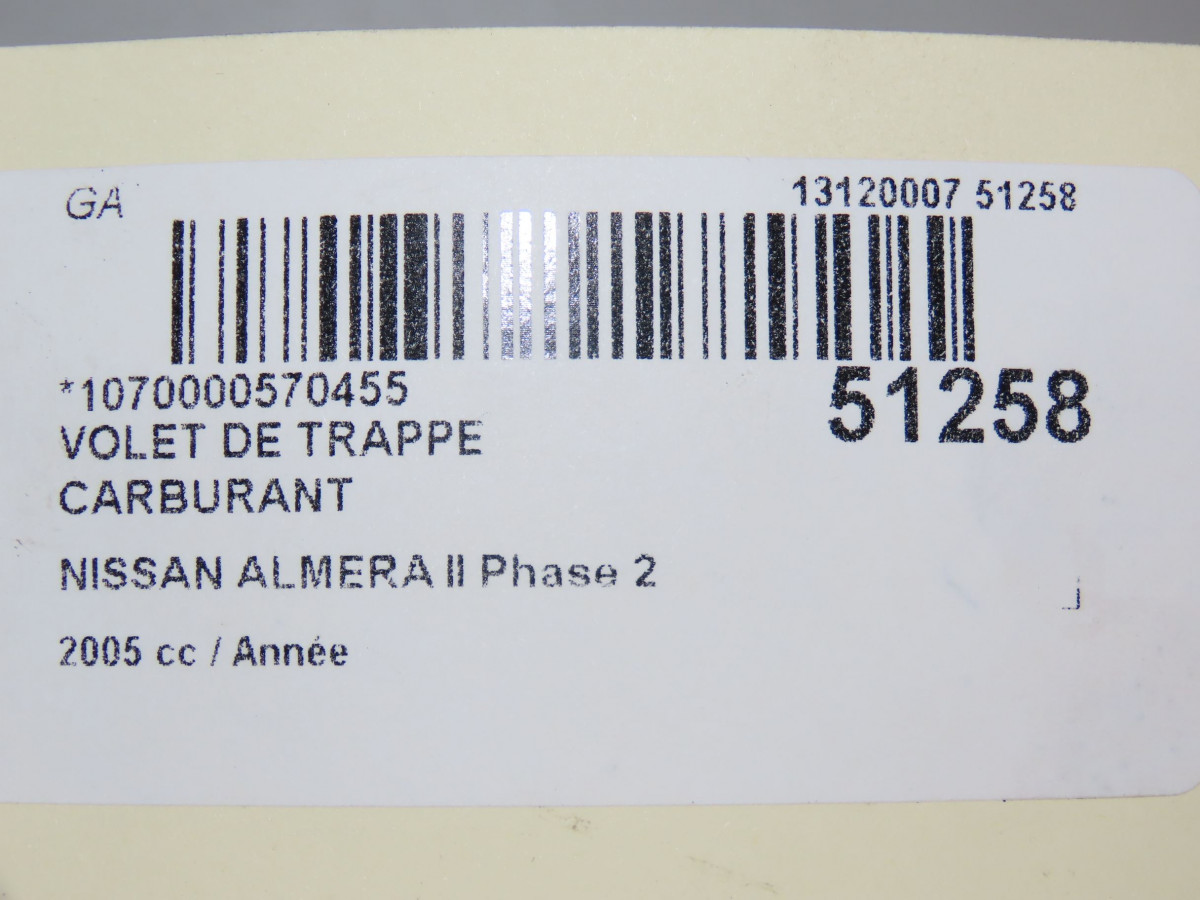 GA
13120007 51258
*1070000570455
51258
VOLET DE TRAPPE
CARBURANT
NISSAN ALMERA II Phase 2
2005 cc / Année